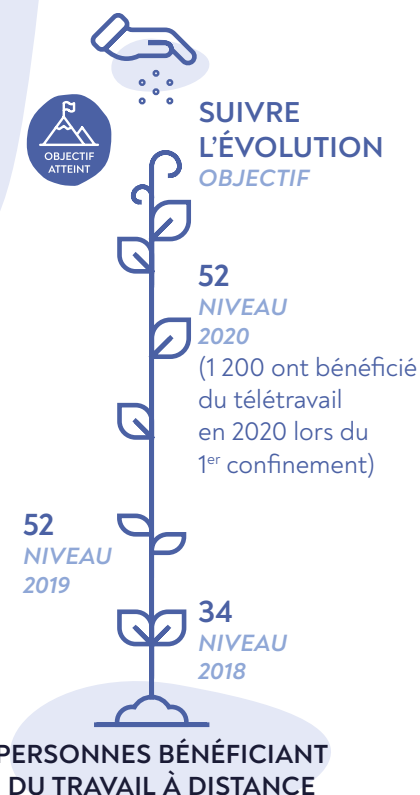 OBJECTIF
ATTEINT
SUIVRE
L'ÉVOLUTION
OBJECTIF
52
NIVEAU
2020
(1 200 ont bénéficié
du télétravail
en 2020 lors du
1er confinement)
52
NIVEAU
2019
34
NIVEAU
2018
PERSONNES BÉNÉFICIANT
DU TRAVAIL À DISTANCE